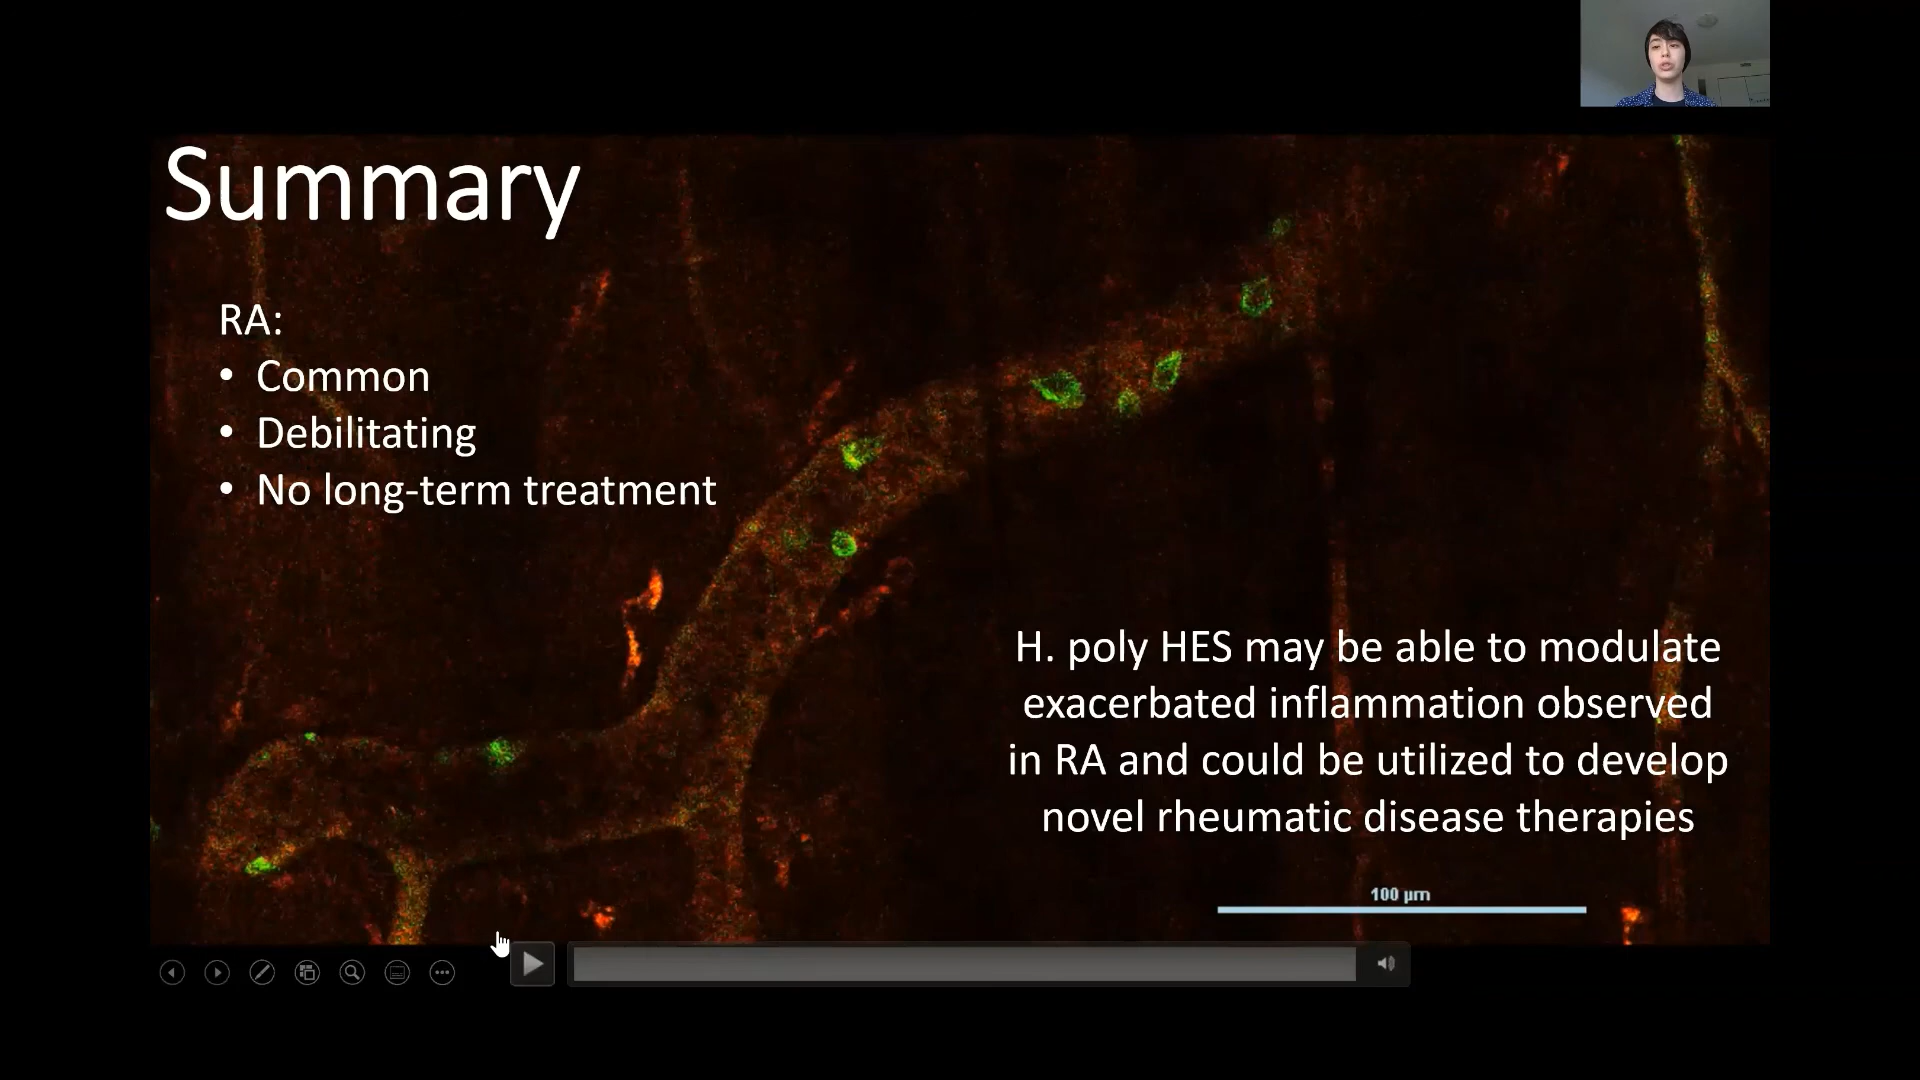 Summary
RA:
• Common
• Debilitating
• No long-term treatment
H. poly HES may be able to modulate
exacerbated inflammation observed
in RA and could be utilized to develop
novel rheumatic disease therapies
100 µm